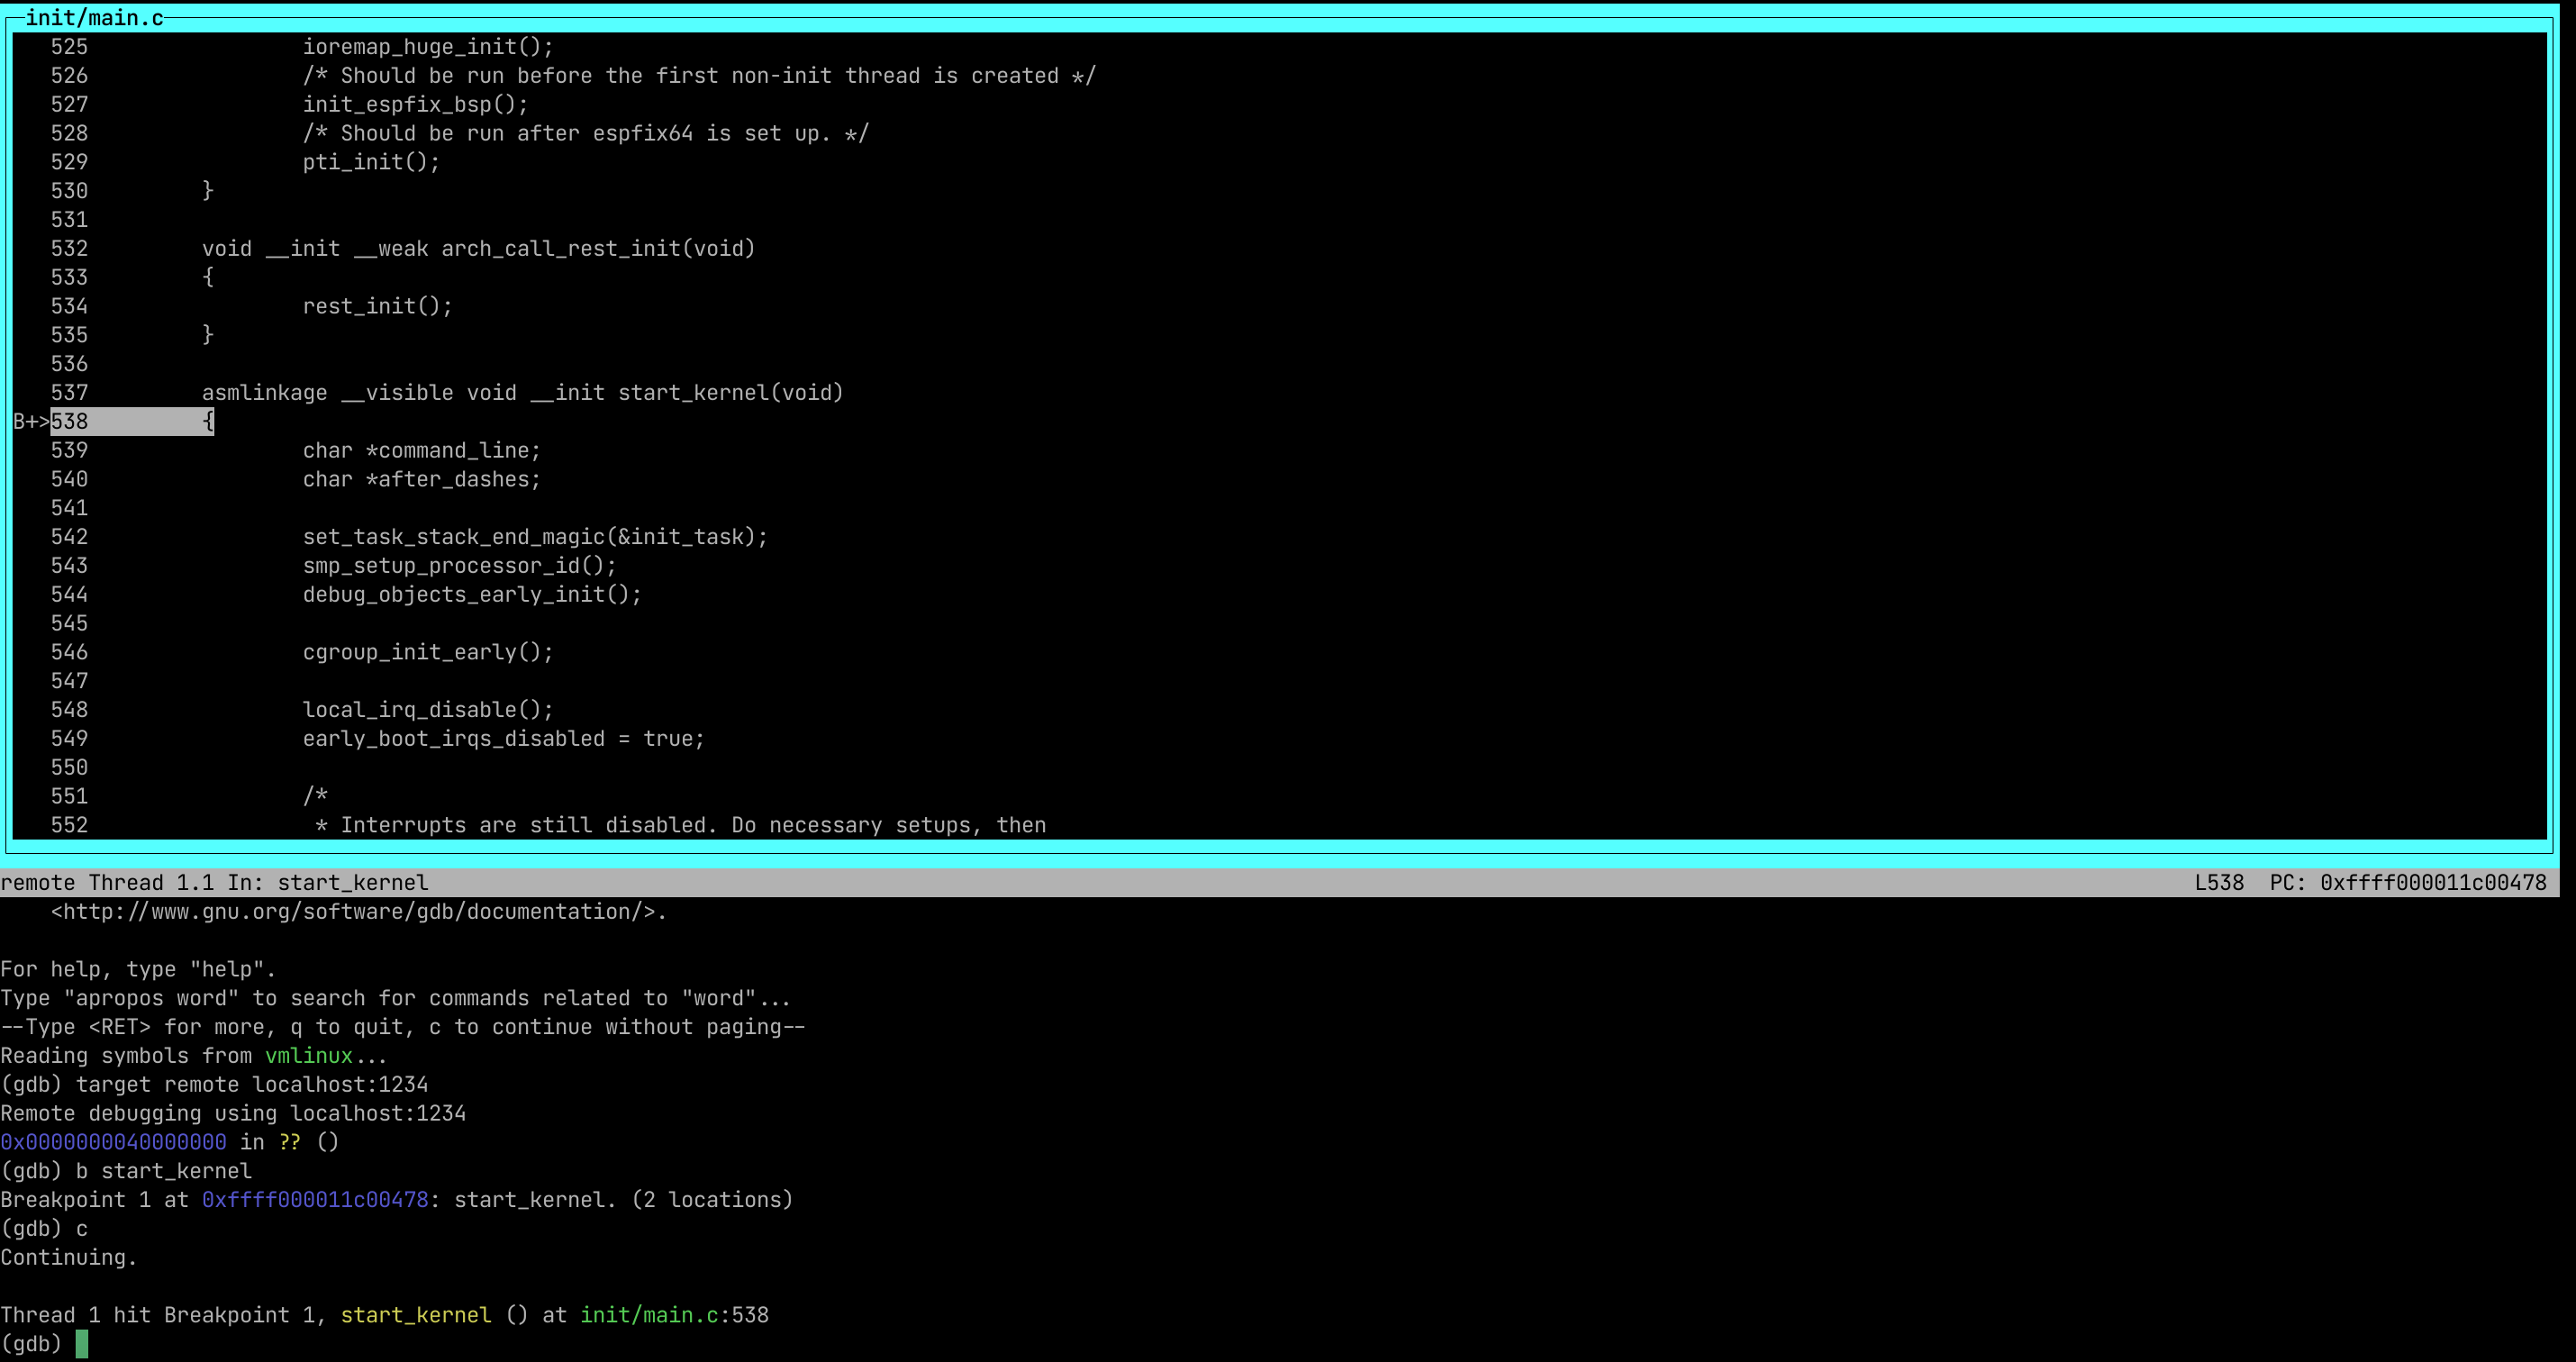 init/main.c
525 ioremap_huge_init();
526 /* Should be run before the first non-init thread is created */
527 init_espfix_bsp();
528 /* Should be run after espfix64 is set up. */
529 pti_init();
530 }
531
532 void __init __weak arch_call_rest_init(void)
533 {
534 rest_init();
535 }
536
537 asmlinkage __visible void __init start_kernel(void)
B+>538 {
539 char *command_line;
540 char *after_dashes;
541
542 set_task_stack_end_magic(&init_task);
543 smp_setup_processor_id();
544 debug_objects_early_init();
545
546 cgroup_init_early();
547
548 local_irq_disable();
549 early_boot_irqs_disabled = true;
550
551 /*
552 * Interrupts are still disabled. Do necessary setups, then
remote Thread 1.1 In: start_kernel L538 PC: 0xffff000011c00478
<http://www.gnu.org/software/gdb/documentation/>.
For help, type "help".
Type "apropos word" to search for commands related to "word"...
--Type <RET> for more, q to quit, c to continue without paging--
Reading symbols from vmlinux...
(gdb) target remote localhost:1234
Remote debugging using localhost:1234
0x0000000040000000 in ?? ()
(gdb) b start_kernel
Breakpoint 1 at 0xffff000011c00478: start_kernel. (2 locations)
(gdb) c
Continuing.
Thread 1 hit Breakpoint 1, start_kernel () at init/main.c:538
(gdb)